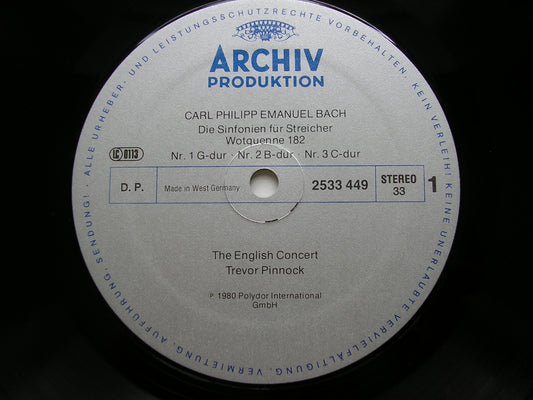 ARCHIV
PRODUKTION
CARL PHILIPP EMANUEL BACH
Die Sinfonien für Streicher
Wotquenne 182
Nr. 1 G-dur · Nr. 2 B-dur · Nr. 3 C-dur
LC 0113
D. P.
Made in West Germany
2533 449
STEREO
33
1
The English Concert
Trevor Pinnock
℗ 1980 Polydor International
GmbH
ALLE URHEBER- UND LEISTUNGSSCHUTZRECHTE VORBEHALTEN. KEIN VERLEIH! KEINE UNERLAUBTE VERVIELFÄLTIGUNG, VERMIETUNG, AUFFÜHRUNG, SENDUNG!